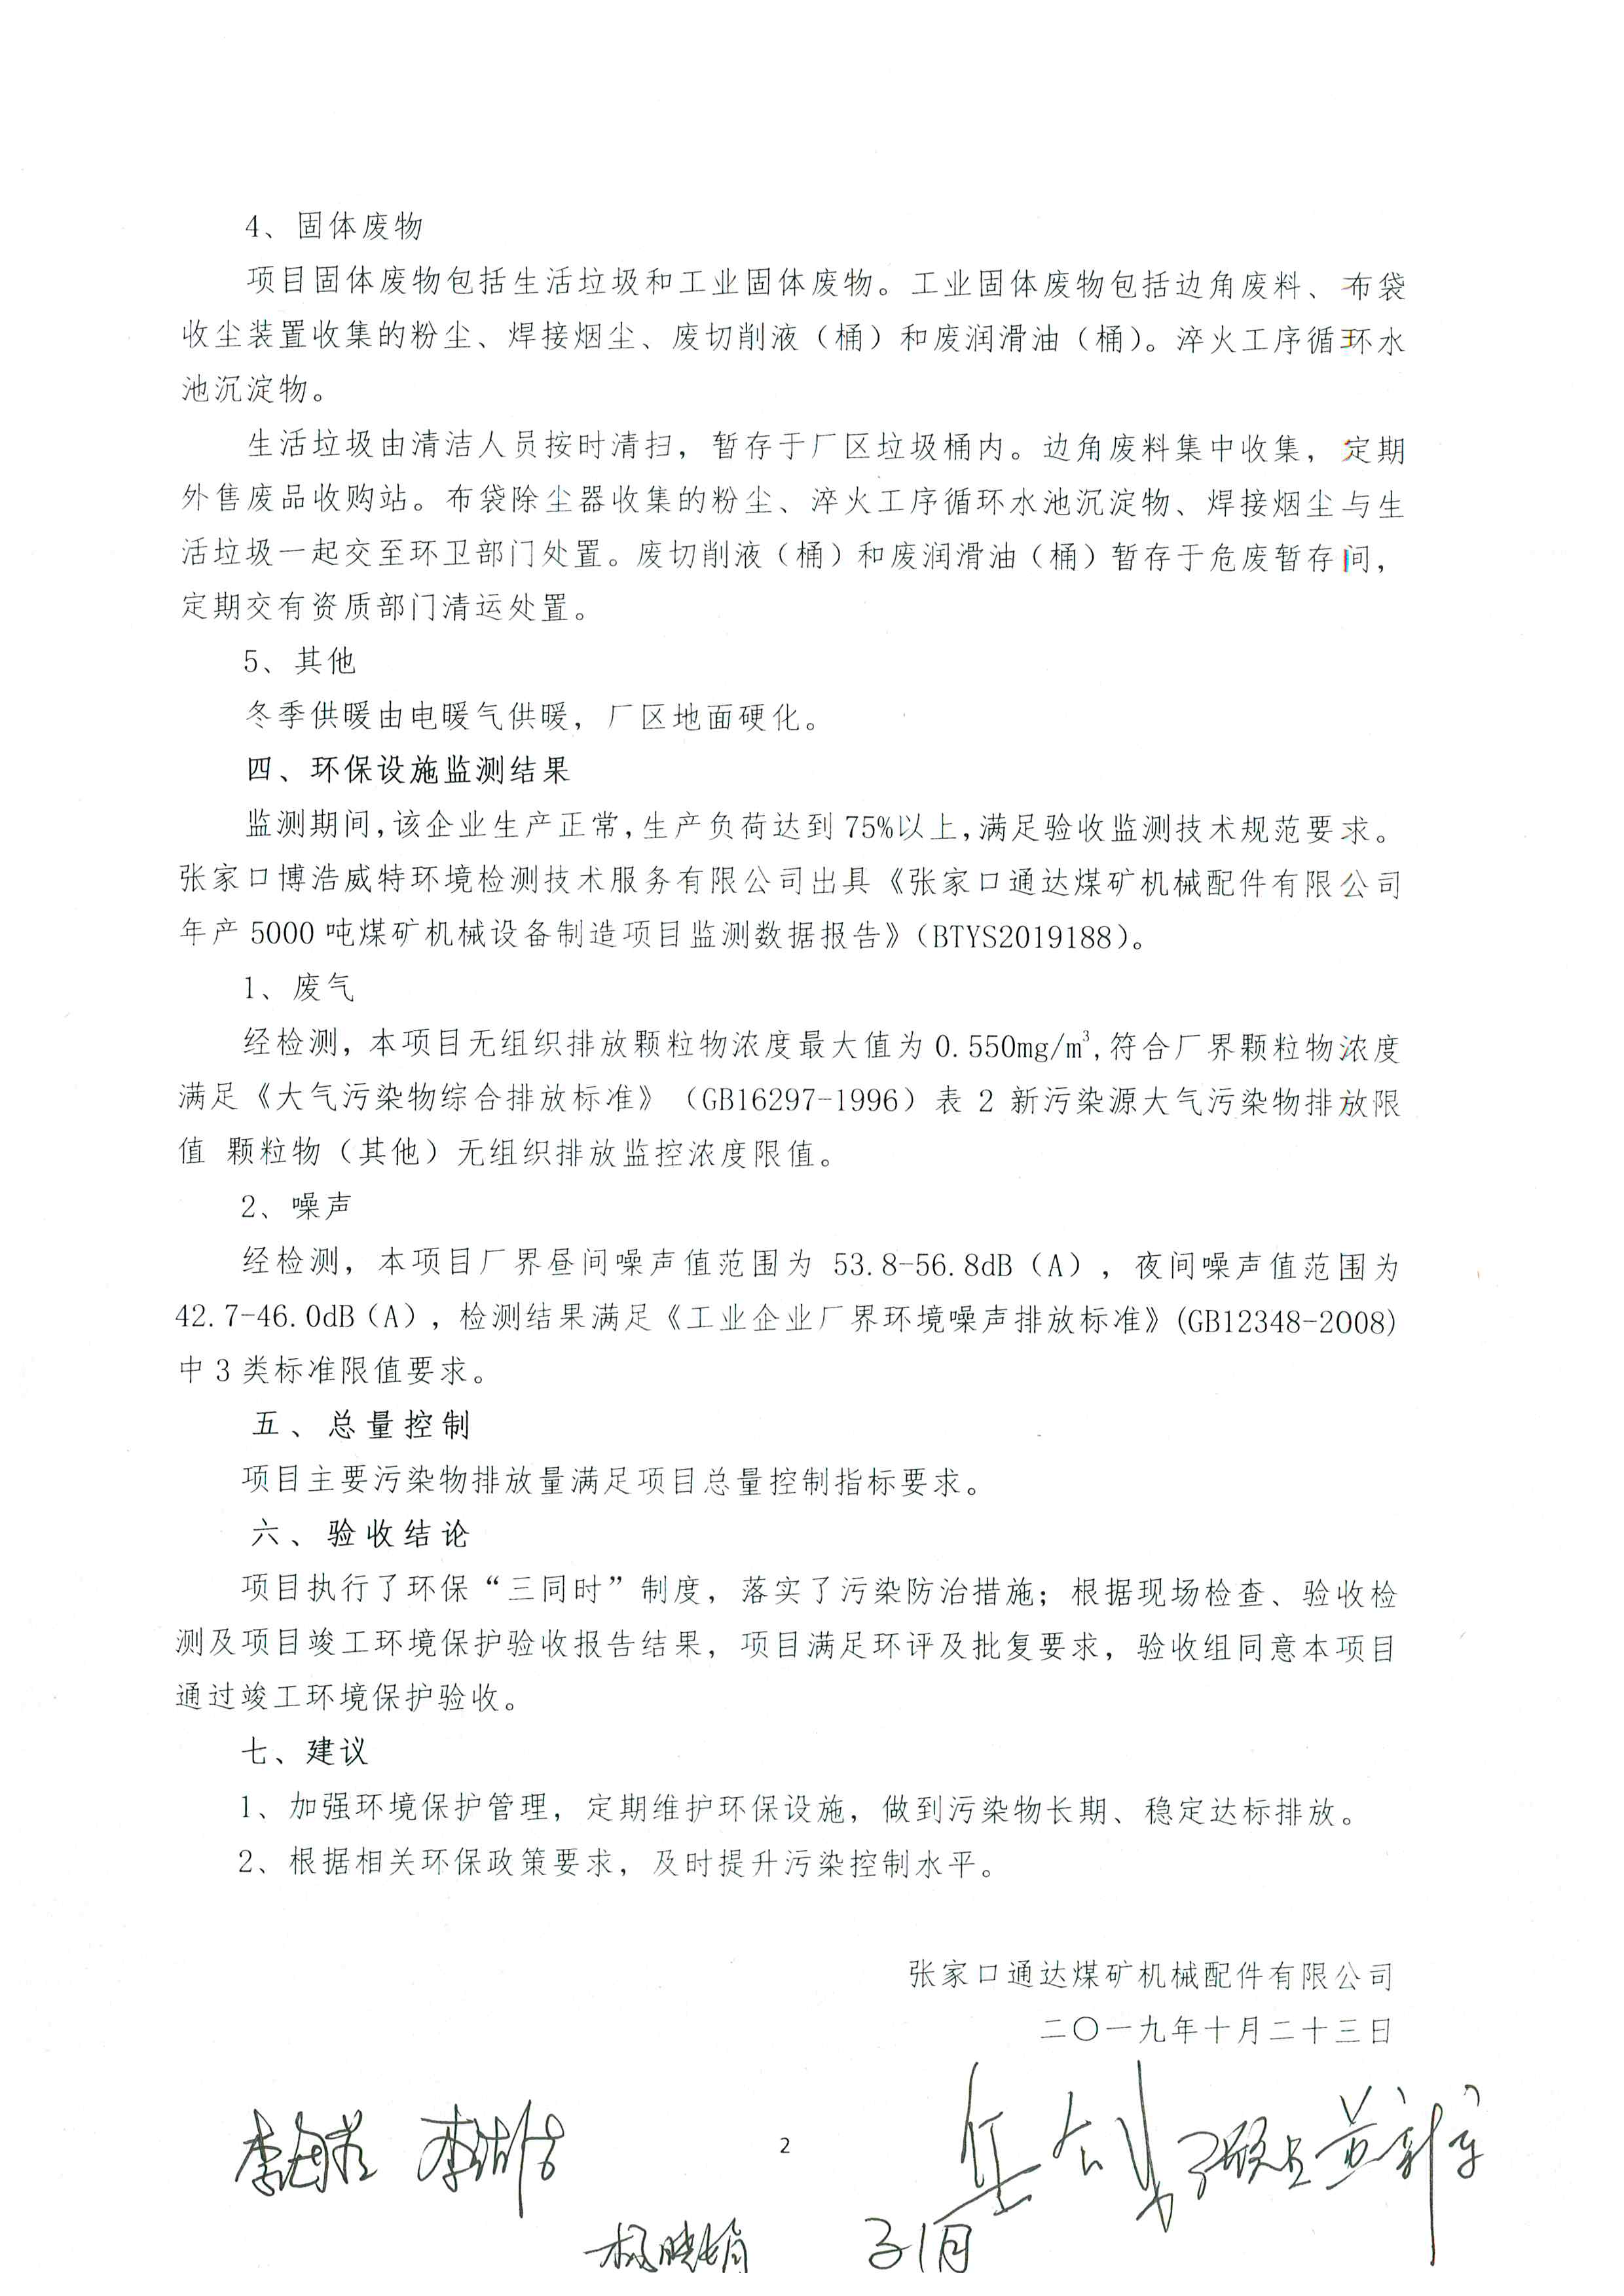 4、固体废物
项目固体废物包括生活垃圾和工业固体废物。工业固体废物包括边角废料、布袋
收尘装置收集的粉尘、焊接烟尘、废切削液（桶）和废润滑油（桶）。淬火工序循环水
池沉淀物。
生活垃圾由清洁人员按时清扫，暂存于厂区垃圾桶内。边角废料集中收集，定期
外售废品收购站。布袋除尘器收集的粉尘、淬火工序循环水池沉淀物、焊接烟尘与生
活垃圾一起交至环卫部门处置。废切削液（桶）和废润滑油（桶）暂存于危废暂存间，
定期交有资质部门清运处置。
5、其他
冬季供暖由电暖气供暖，厂区地面硬化。
四、环保设施监测结果
监测期间,该企业生产正常,生产负荷达到75%以上,满足验收监测技术规范要求。
张家口博浩威特环境检测技术服务有限公司出具《张家口通达煤矿机械配件有限公司
年产5000吨煤矿机械设备制造项目监测数据报告》（BTYS2019188）。
1、废气
经检测，本项目无组织排放颗粒物浓度最大值为0.550mg/m³,符合厂界颗粒物浓度
满足《大气污染物综合排放标准》（GB16297-1996）表 2 新污染源大气污染物排放限
值 颗粒物（其他）无组织排放监控浓度限值。
2、噪声
经检测，本项目厂界昼间噪声值范围为 53.8-56.8dB（A），夜间噪声值范围为
42.7-46.0dB（A），检测结果满足《工业企业厂界环境噪声排放标准》(GB12348-2008)
中3类标准限值要求。
五、总量控制
项目主要污染物排放量满足项目总量控制指标要求。
六、验收结论
项目执行了环保“三同时”制度，落实了污染防治措施；根据现场检查、验收检
测及项目竣工环境保护验收报告结果，项目满足环评及批复要求，验收组同意本项目
通过竣工环境保护验收。
七、建议
1、加强环境保护管理，定期维护环保设施，做到污染物长期、稳定达标排放。
2、根据相关环保政策要求，及时提升污染控制水平。
张家口通达煤矿机械配件有限公司
二〇一九年十月二十三日
2
杨晓娟